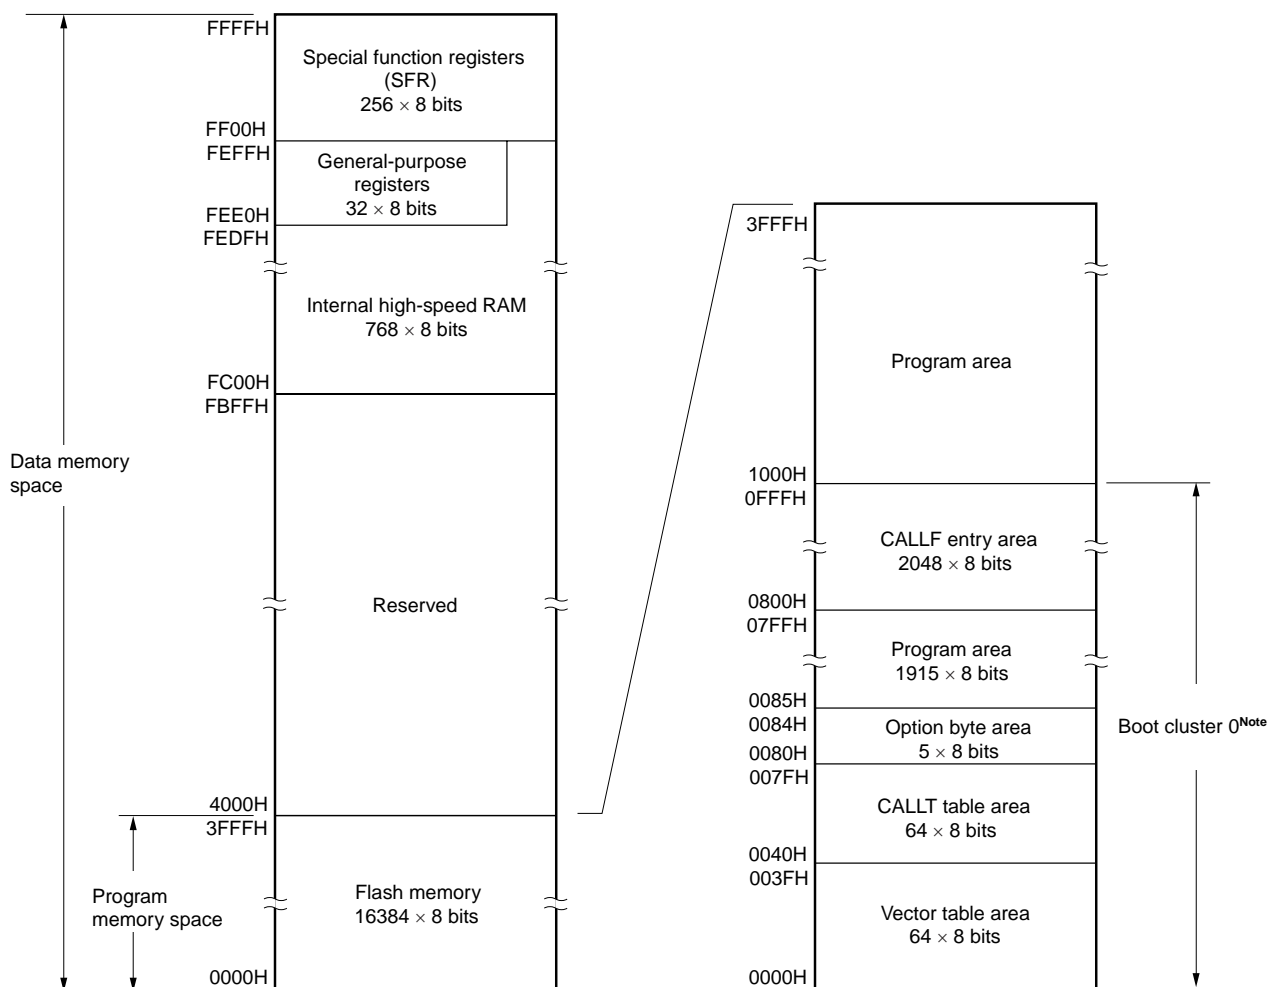 FFFFH
Special function registers
(SFR)
256 × 8 bits
FF00H
FEFFH
General-purpose
registers
32 × 8 bits
FEE0H
FEDFH
Internal high-speed RAM
768 × 8 bits
FC00H
FBFFH
Data memory
space
Reserved
4000H
3FFFH
Program
memory space
Flash memory
16384 × 8 bits
0000H
3FFFH
Program area
1000H
0FFFH
CALLF entry area
2048 × 8 bits
0800H
07FFH
Program area
1915 × 8 bits
0085H
0084H
Option byte area
5 × 8 bits
0080H
007FH
Boot cluster 0Note
CALLT table area
64 × 8 bits
0040H
003FH
Vector table area
64 × 8 bits
0000H